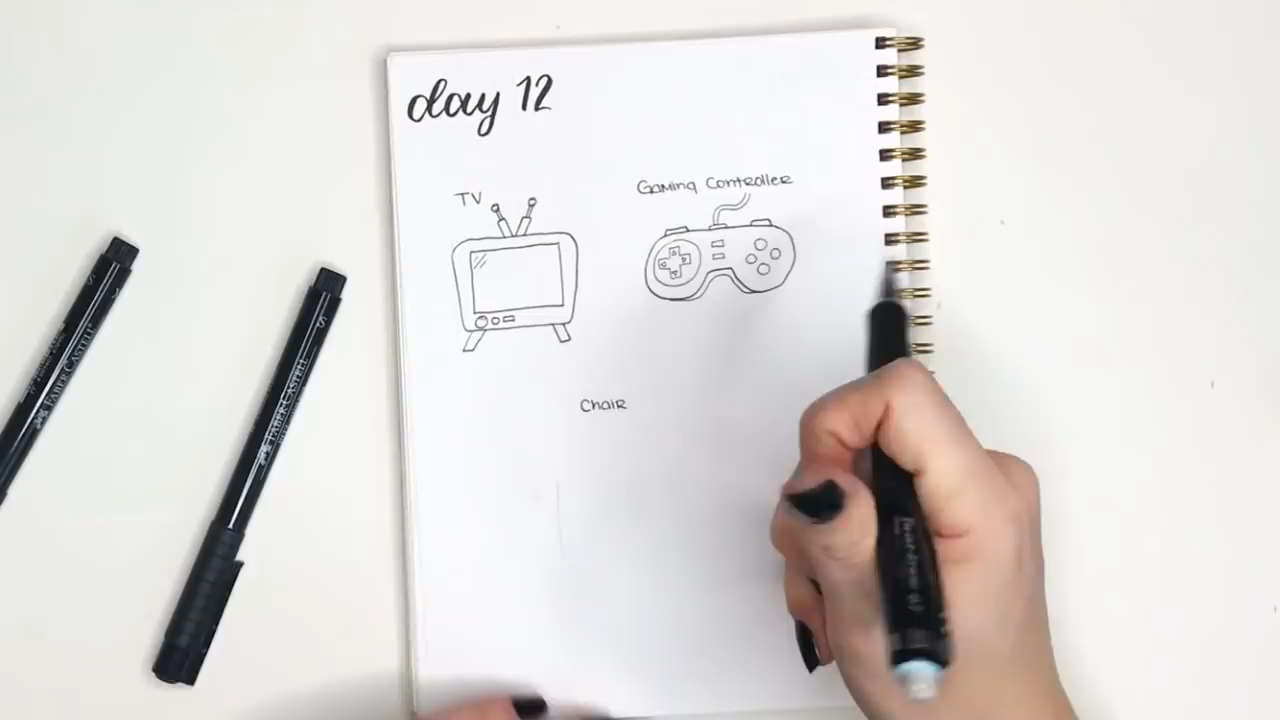 day 12
TV
Gaming Controller
Chair
FABER CASTELL
FABER-CASTELL
S
S